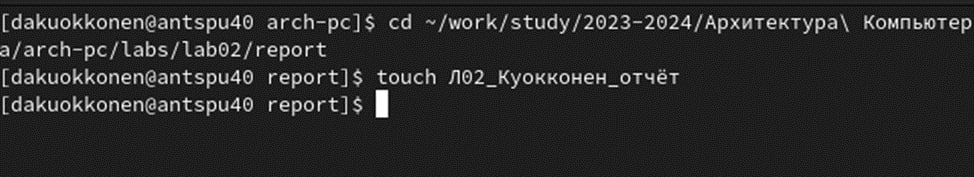 [dakuokkonen@antspu40 arch-pc]$ cd ~/work/study/2023-2024/Архитектура\ Компьютер
а/arch-pc/labs/lab02/report
[dakuokkonen@antspu40 report]$ touch Л02_Куокконен_отчёт
[dakuokkonen@antspu40 report]$